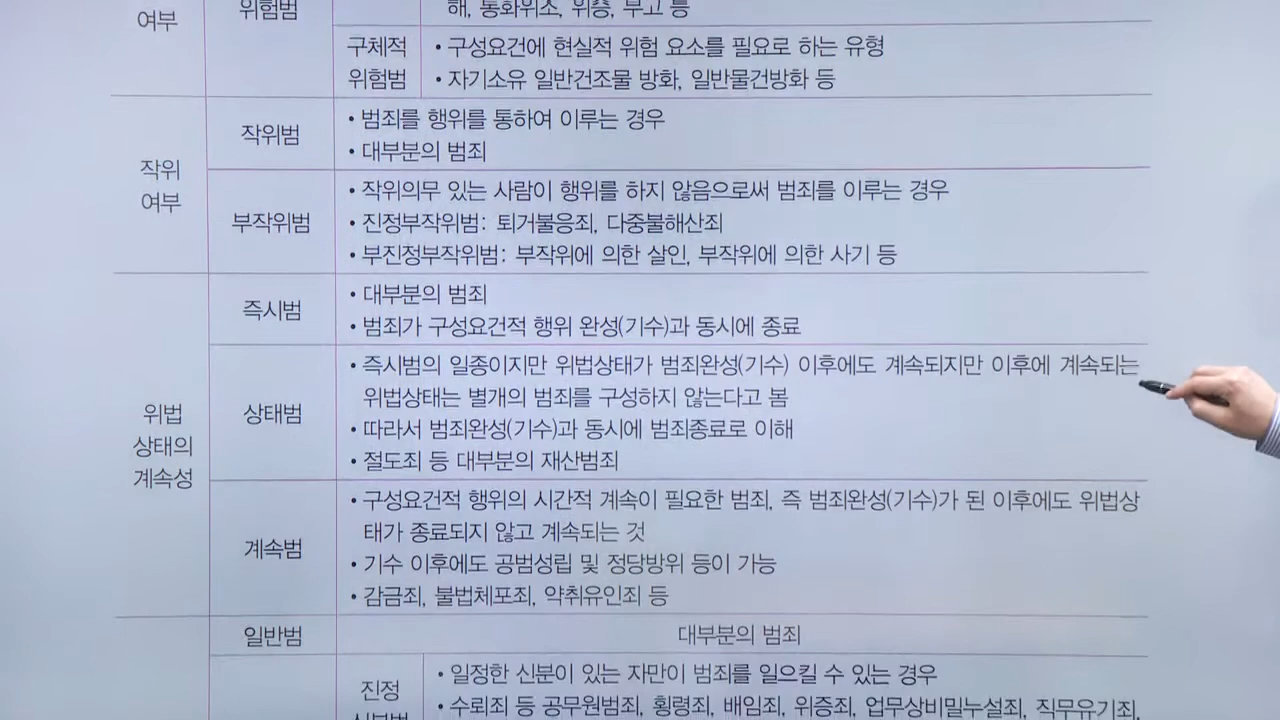 여부
위험범
해, 통화위조, 위증, 무고 등
구체적
위험범
• 구성요건에 현실적 위험 요소를 필요로 하는 유형
• 자기소유 일반건조물 방화, 일반물건방화 등
작위
여부
작위범
• 범죄를 행위를 통하여 이루는 경우
• 대부분의 범죄
부작위범
• 작위의무 있는 사람이 행위를 하지 않음으로써 범죄를 이루는 경우
• 진정부작위범: 퇴거불응죄, 다중불해산죄
• 부진정부작위범: 부작위에 의한 살인, 부작위에 의한 사기 등
위법
상태의
계속성
즉시범
• 대부분의 범죄
• 범죄가 구성요건적 행위 완성(기수)과 동시에 종료
상태범
• 즉시범의 일종이지만 위법상태가 범죄완성(기수) 이후에도 계속되지만 이후에 계속되는
위법상태는 별개의 범죄를 구성하지 않는다고 봄
• 따라서 범죄완성(기수)과 동시에 범죄종료로 이해
• 절도죄 등 대부분의 재산범죄
계속범
• 구성요건적 행위의 시간적 계속이 필요한 범죄, 즉 범죄완성(기수)가 된 이후에도 위법상
태가 종료되지 않고 계속되는 것
• 기수 이후에도 공범성립 및 정당방위 등이 가능
• 감금죄, 불법체포죄, 약취유인죄 등
일반범
대부분의 범죄
진정
신분범
• 일정한 신분이 있는 자만이 범죄를 일으킬 수 있는 경우
• 수뢰죄 등 공무원범죄, 횡령죄, 배임죄, 위증죄, 업무상비밀누설죄, 직무유기죄,